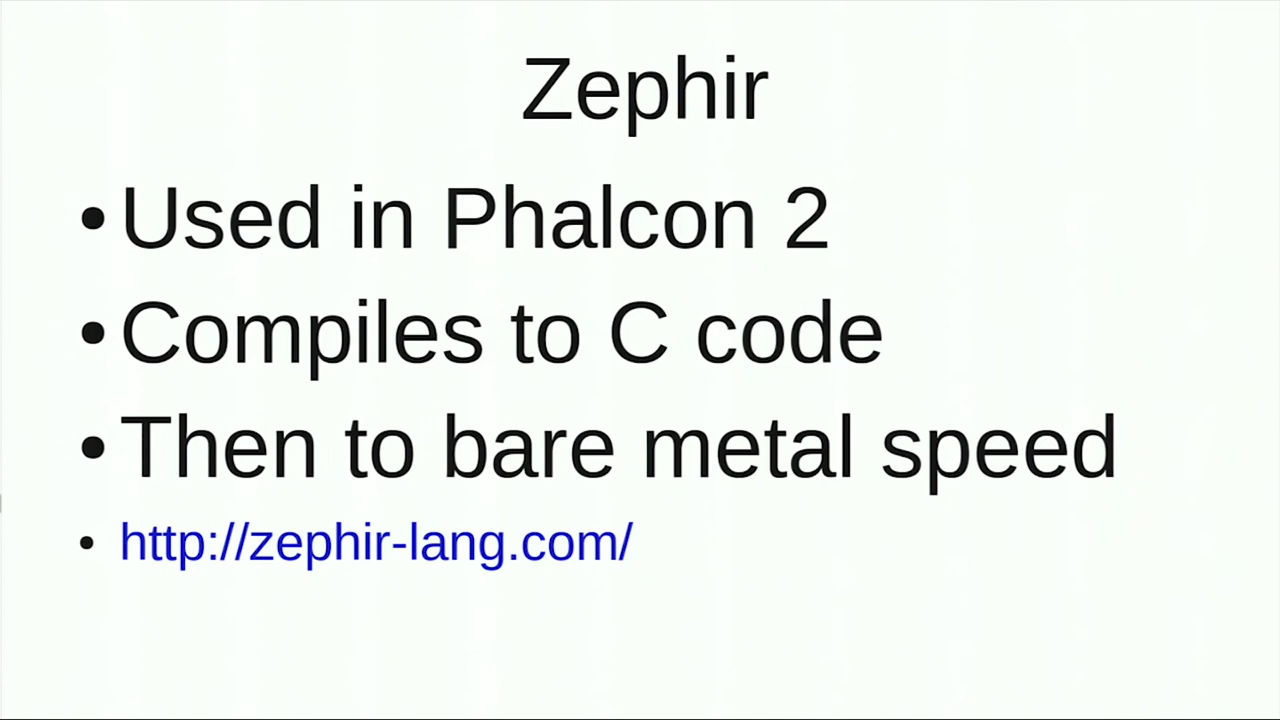 Zephir
• Used in Phalcon 2
• Compiles to C code
• Then to bare metal speed
• http://zephir-lang.com/